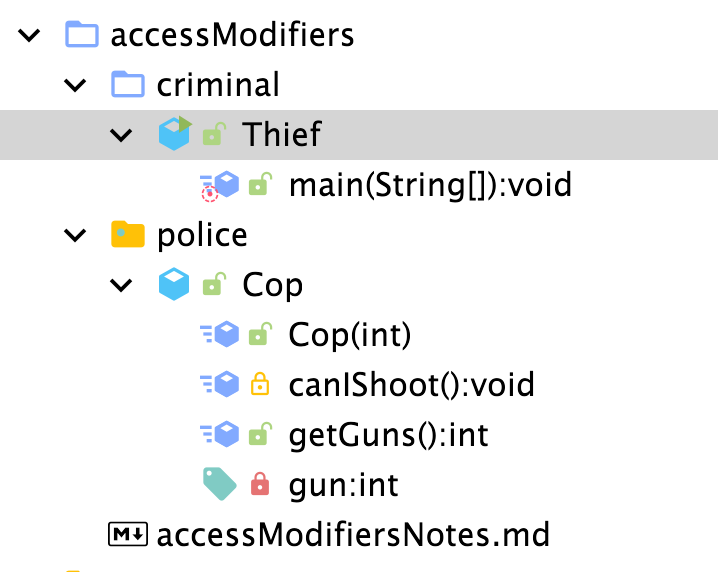 accessModifiers
criminal
Thief
main(String[]):void
police
Cop
Cop(int)
canIShoot():void
getGuns():int
gun:int
M↓ accessModifiersNotes.md